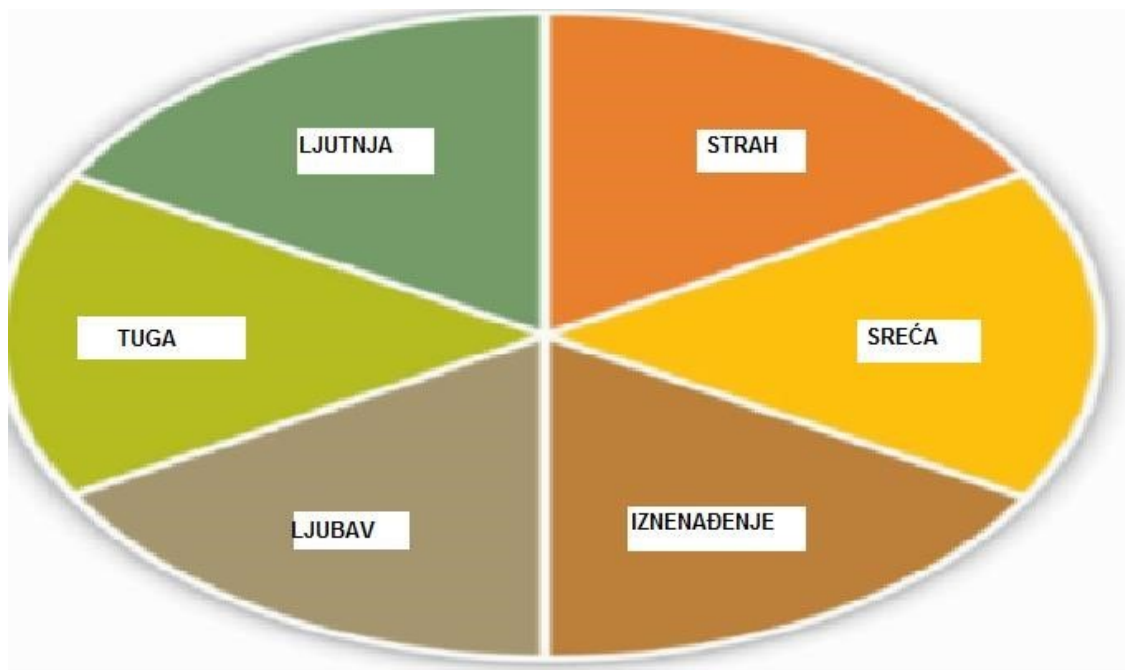 LJUTNJA
STRAH
TUGA
SREĆA
LJUBAV
IZNENAĐENJE